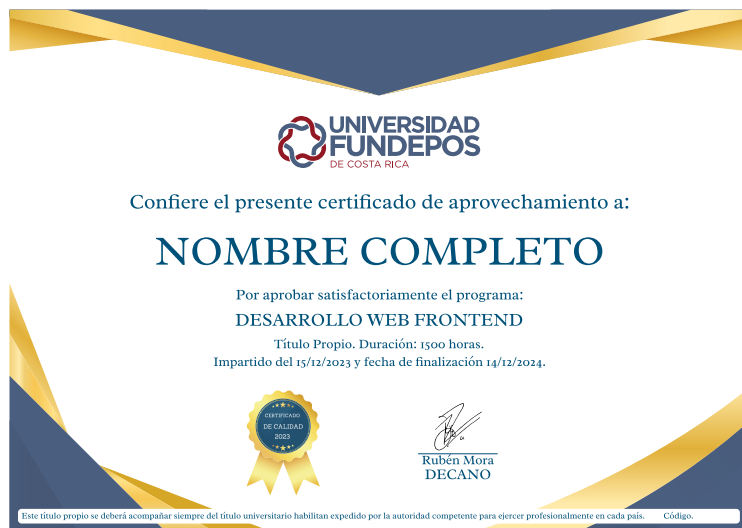 UNIVERSIDAD
FUNDEPOS
DE COSTA RICA
Confiere el presente certificado de aprovechamiento a:
NOMBRE COMPLETO
Por aprobar satisfactoriamente el programa:
DESARROLLO WEB FRONTEND
Título Propio. Duración: 1500 horas.
Impartido del 15/12/2023 y fecha de finalización 14/12/2024.
CERTIFICADO
DE CALIDAD
2023
Rubén Mora
DECANO
Este título propio se deberá acompañar siempre del título universitario habilitan expedido por la autoridad competente para ejercer profesionalmente en cada país. Código.